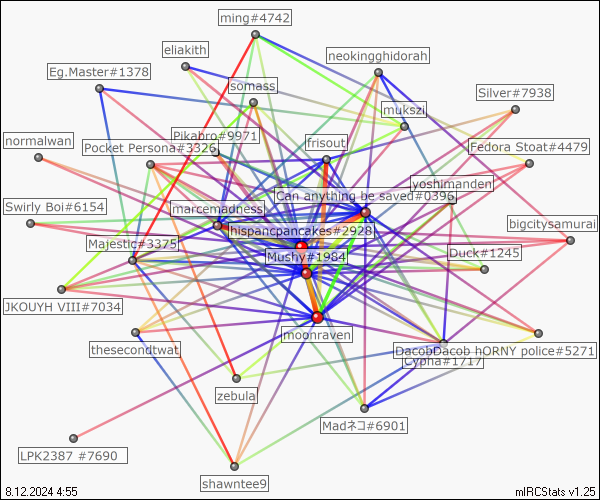 ming#4742
eliakith
neokingghidorah
Eg.Master#1378
somass
Silver#7938
mukszi
normalwan
Pikabro#9971
Pocket Persona#3326
frisout
Fedora Stoat#4479
yoshimanden
Can anything be saved#0396
Swirly Boi#6154
marcemadness
bigcitysamurai
hispancpancakes#2928
Majestic#3375
Mushy#1984
Duck#1245
JKOUYH VIII#7034
moonraven
thesecondtwat
DacobDacob hORNY police#5271
Cypha#1717
zebula
Madネコ#6901
LPK2387 #7690
shawntee9
8.12.2024 4:55
mIRCStats v1.25